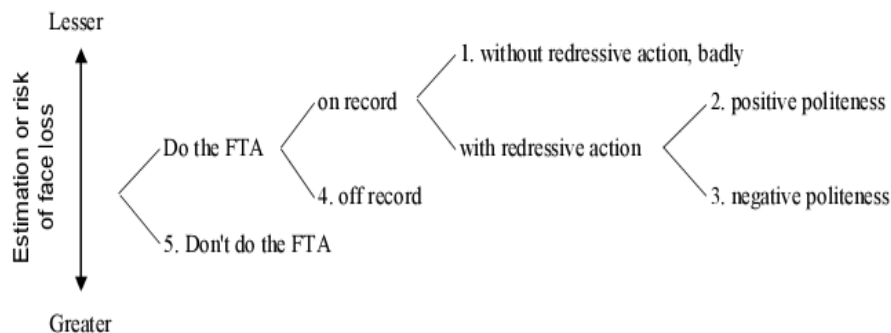 Lesser
Estimation or risk
of face loss
1. without redressive action, badly
on record
2. positive politeness
Do the FTA
with redressive action
4. off record
3. negative politeness
5. Don't do the FTA
Greater